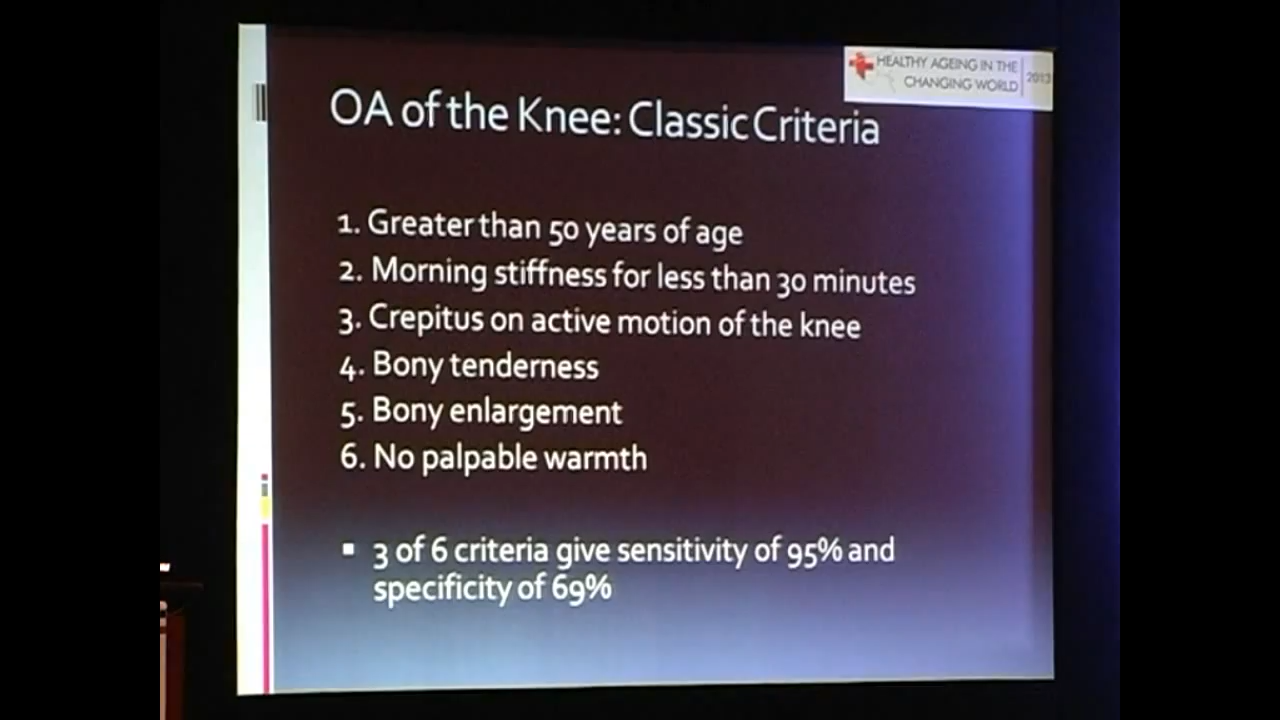 HEALTHY AGEING IN THE
CHANGING WORLD
2013
OA of the Knee: Classic Criteria
1. Greater than 50 years of age
2. Morning stiffness for less than 30 minutes
3. Crepitus on active motion of the knee
4. Bony tenderness
5. Bony enlargement
6. No palpable warmth
▪ 3 of 6 criteria give sensitivity of 95% and
specificity of 69%